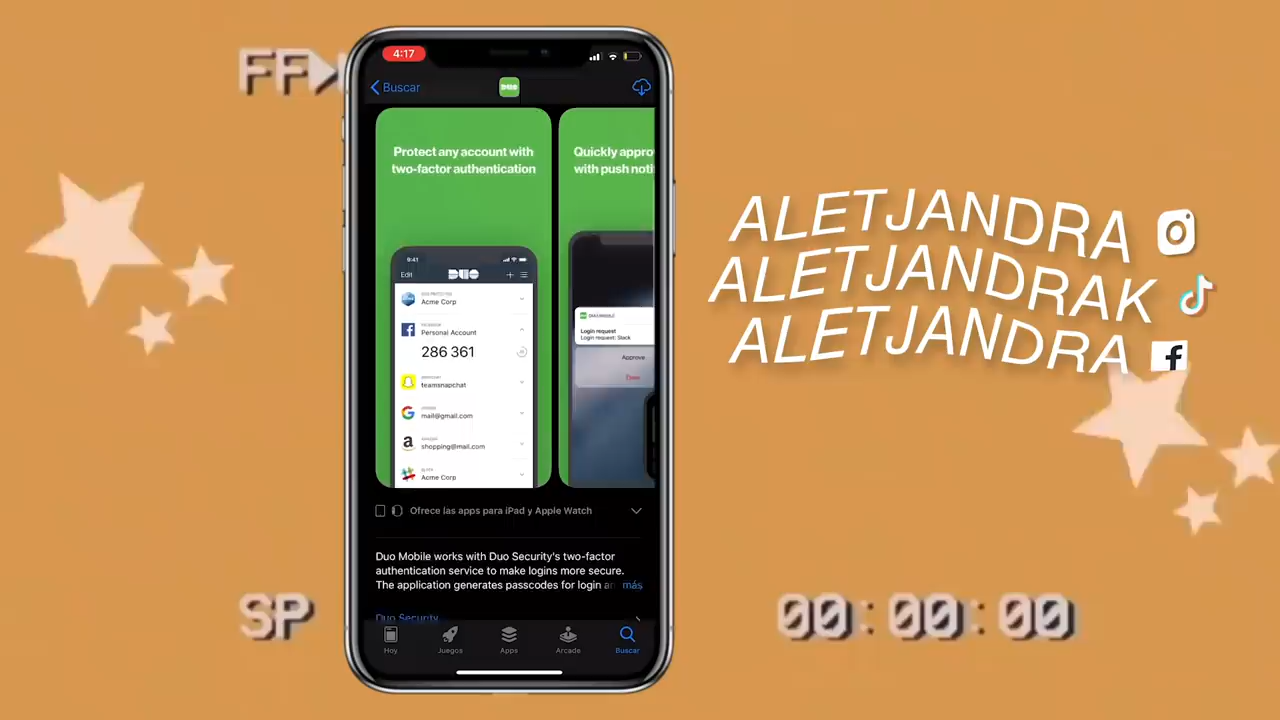 FF
4:17
Buscar
DUO
Protect any account with
two-factor authentication
Quickly appro
with push noti
9:41
Edit
DUO
Acme Corp
Personal Account
286 361
teamsnapchat
mail@gmail.com
shopping@mail.com
Acme Corp
Login request
Login request: Slack
Approve
Ofrece las apps para iPad y Apple Watch
Duo Mobile works with Duo Security's two-factor
authentication service to make logins more secure.
The application generates passcodes for login an más
Duo Security
Hoy
Juegos
Apps
Arcade
Buscar
ALETJANDRA
ALETJANDRAK
ALETJANDRA
SP
00:00:00